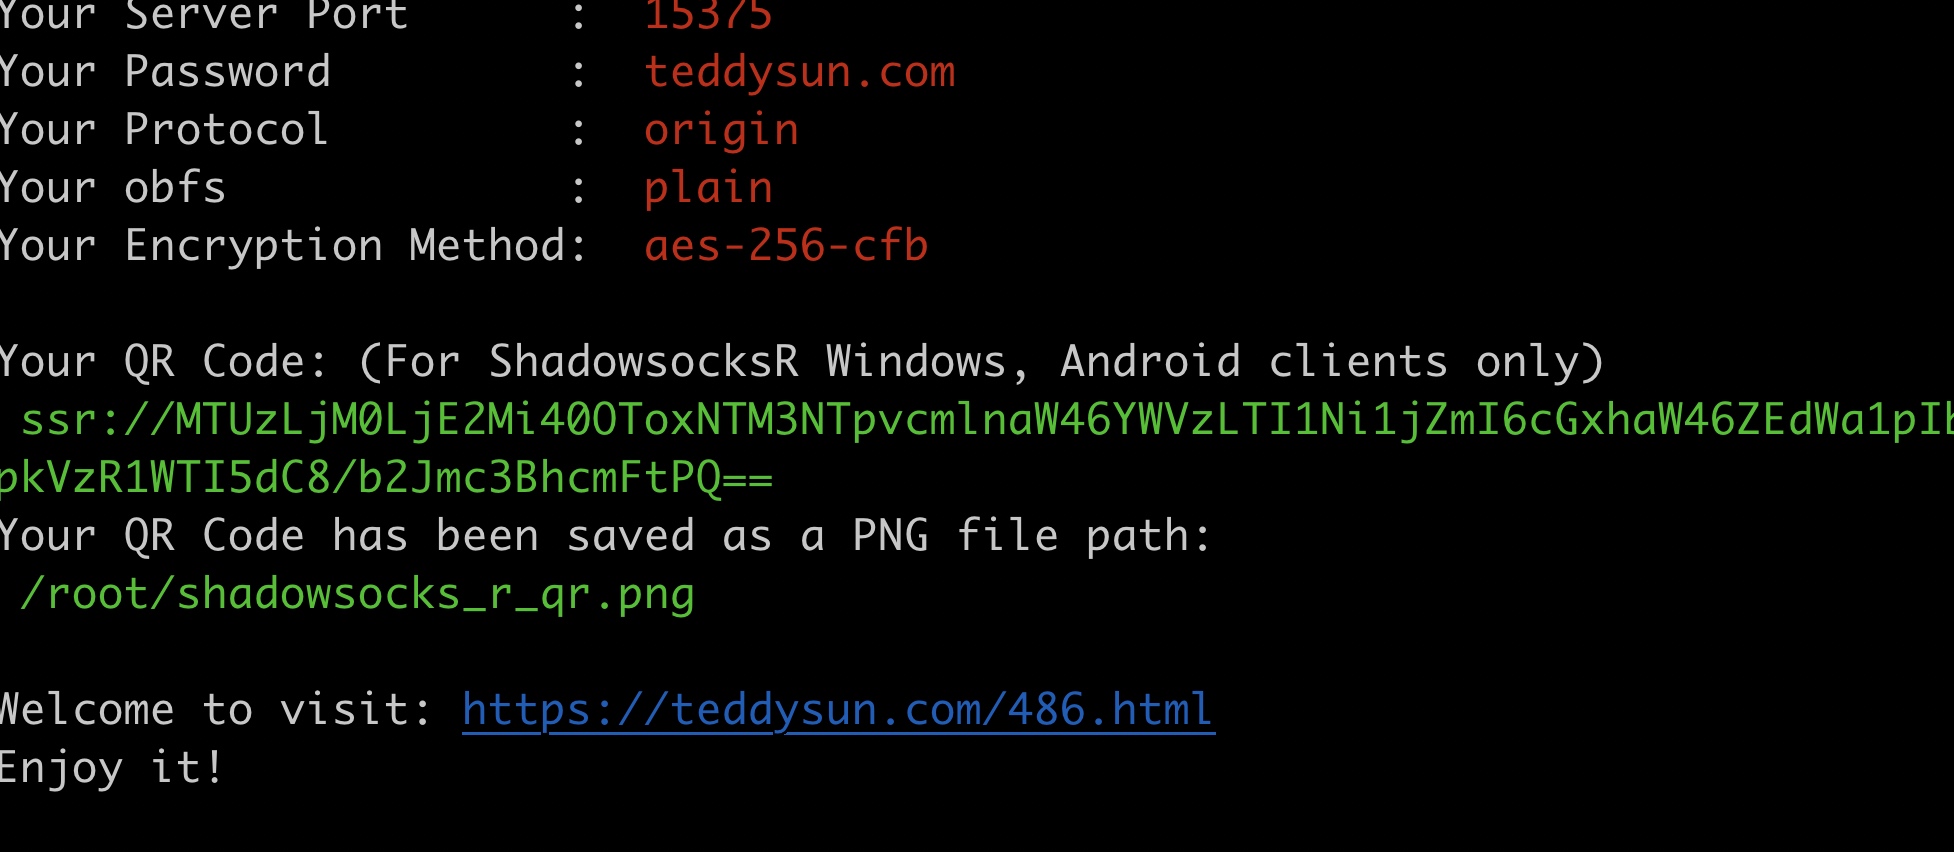 Your Server Port : 15375
Your Password : teddysun.com
Your Protocol : origin
Your obfs : plain
Your Encryption Method: aes-256-cfb
Your QR Code: (For ShadowsocksR Windows, Android clients only)
ssr://MTUzLjM0LjE2Mi40OToxNTM3NTpvcmlnaW46YWVzLTI1Ni1jZmI6cGxhaW46ZEdWa1pI
pkVzR1WTI5dC8/b2Jmc3BhcmFtPQ==
Your QR Code has been saved as a PNG file path:
/root/shadowsocks_r_qr.png
Welcome to visit: https://teddysun.com/486.html
Enjoy it!